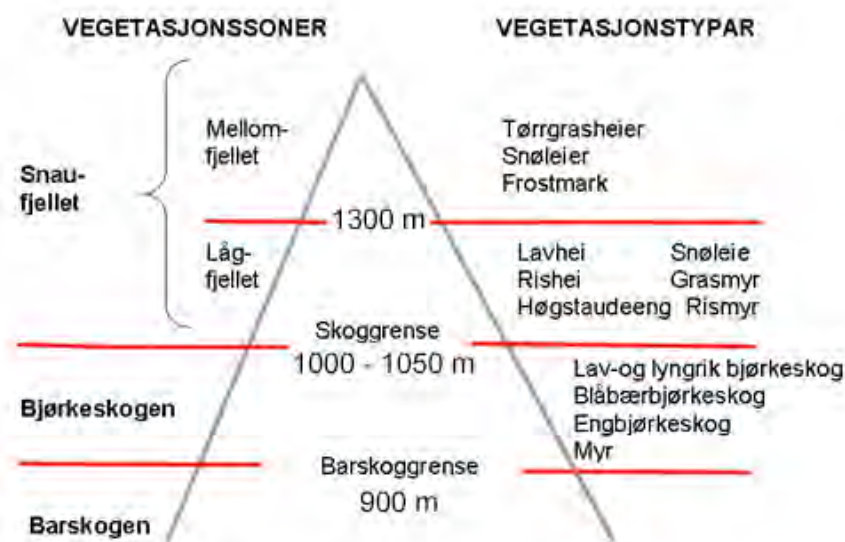 VEGETASJONSSONER
VEGETASJONSTYPAR
Snau-
fjellet
Mellom-
fjellet
Tørrgrasheier
Snøleier
Frostmark
1300 m
Låg-
fjellet
Lavhei Snøleie
Rishei Grasmyr
Høgstaudeeng Rismyr
Skoggrense
1000 - 1050 m
Bjørkeskogen
Lav-og lyngrik bjørkeskog
Blåbærbjørkeskog
Engbjørkeskog
Myr
Barskoggrense
900 m
Barskogen